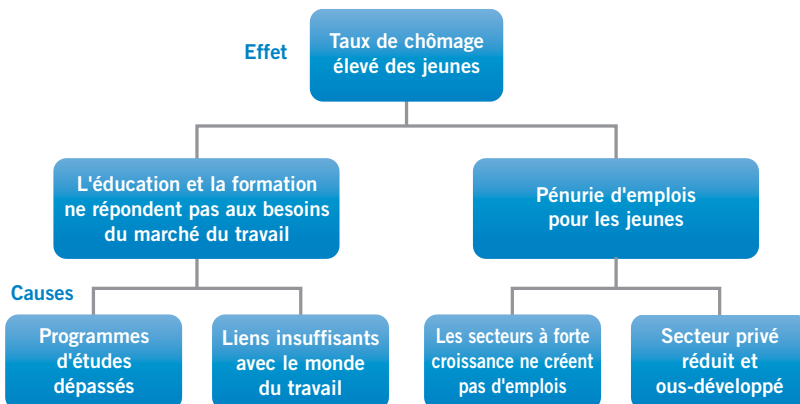 Effet
Taux de chômage
élevé des jeunes
L'éducation et la formation
ne répondent pas aux besoins
du marché du travail
Pénurie d'emplois
pour les jeunes
Causes
Programmes
d'études
dépassés
Liens insuffisants
avec le monde
du travail
Les secteurs à forte
croissance ne créent
pas d'emplois
Secteur privé
réduit et
ous-développé